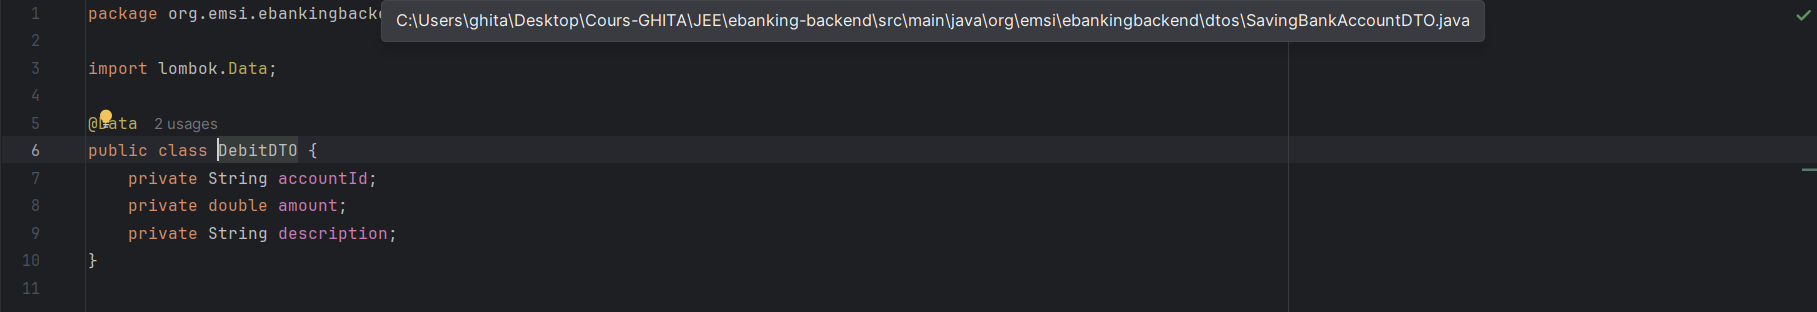 1 package org.emsi.ebankingback
C:\Users\ghita\Desktop\Cours-GHITA\JEE\ebanking-backend\src\main\java\org\emsi\ebankingbackend\dtos\SavingBankAccountDTO.java
2
3 import lombok.Data;
4
5 @Data 2 usages
6 public class DebitDTO {
7 private String accountId;
8 private double amount;
9 private String description;
10 }
11